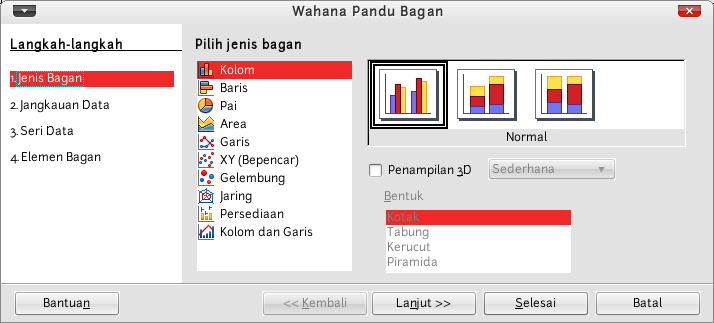 Wahana Pandu Bagan
Langkah-langkah
1. Jenis Bagan
2. Jangkauan Data
3. Seri Data
4. Elemen Bagan
Pilih jenis bagan
Kolom
Baris
Pai
Area
Garis
XY (Bepencar)
Gelembung
Jaring
Persediaan
Kolom dan Garis
Normal
Penampilan 3D
Sederhana
Bentuk
Kotak
Tabung
Kerucut
Piramida
Bantuan
<< Kembali
Lanjut >>
Selesai
Batal